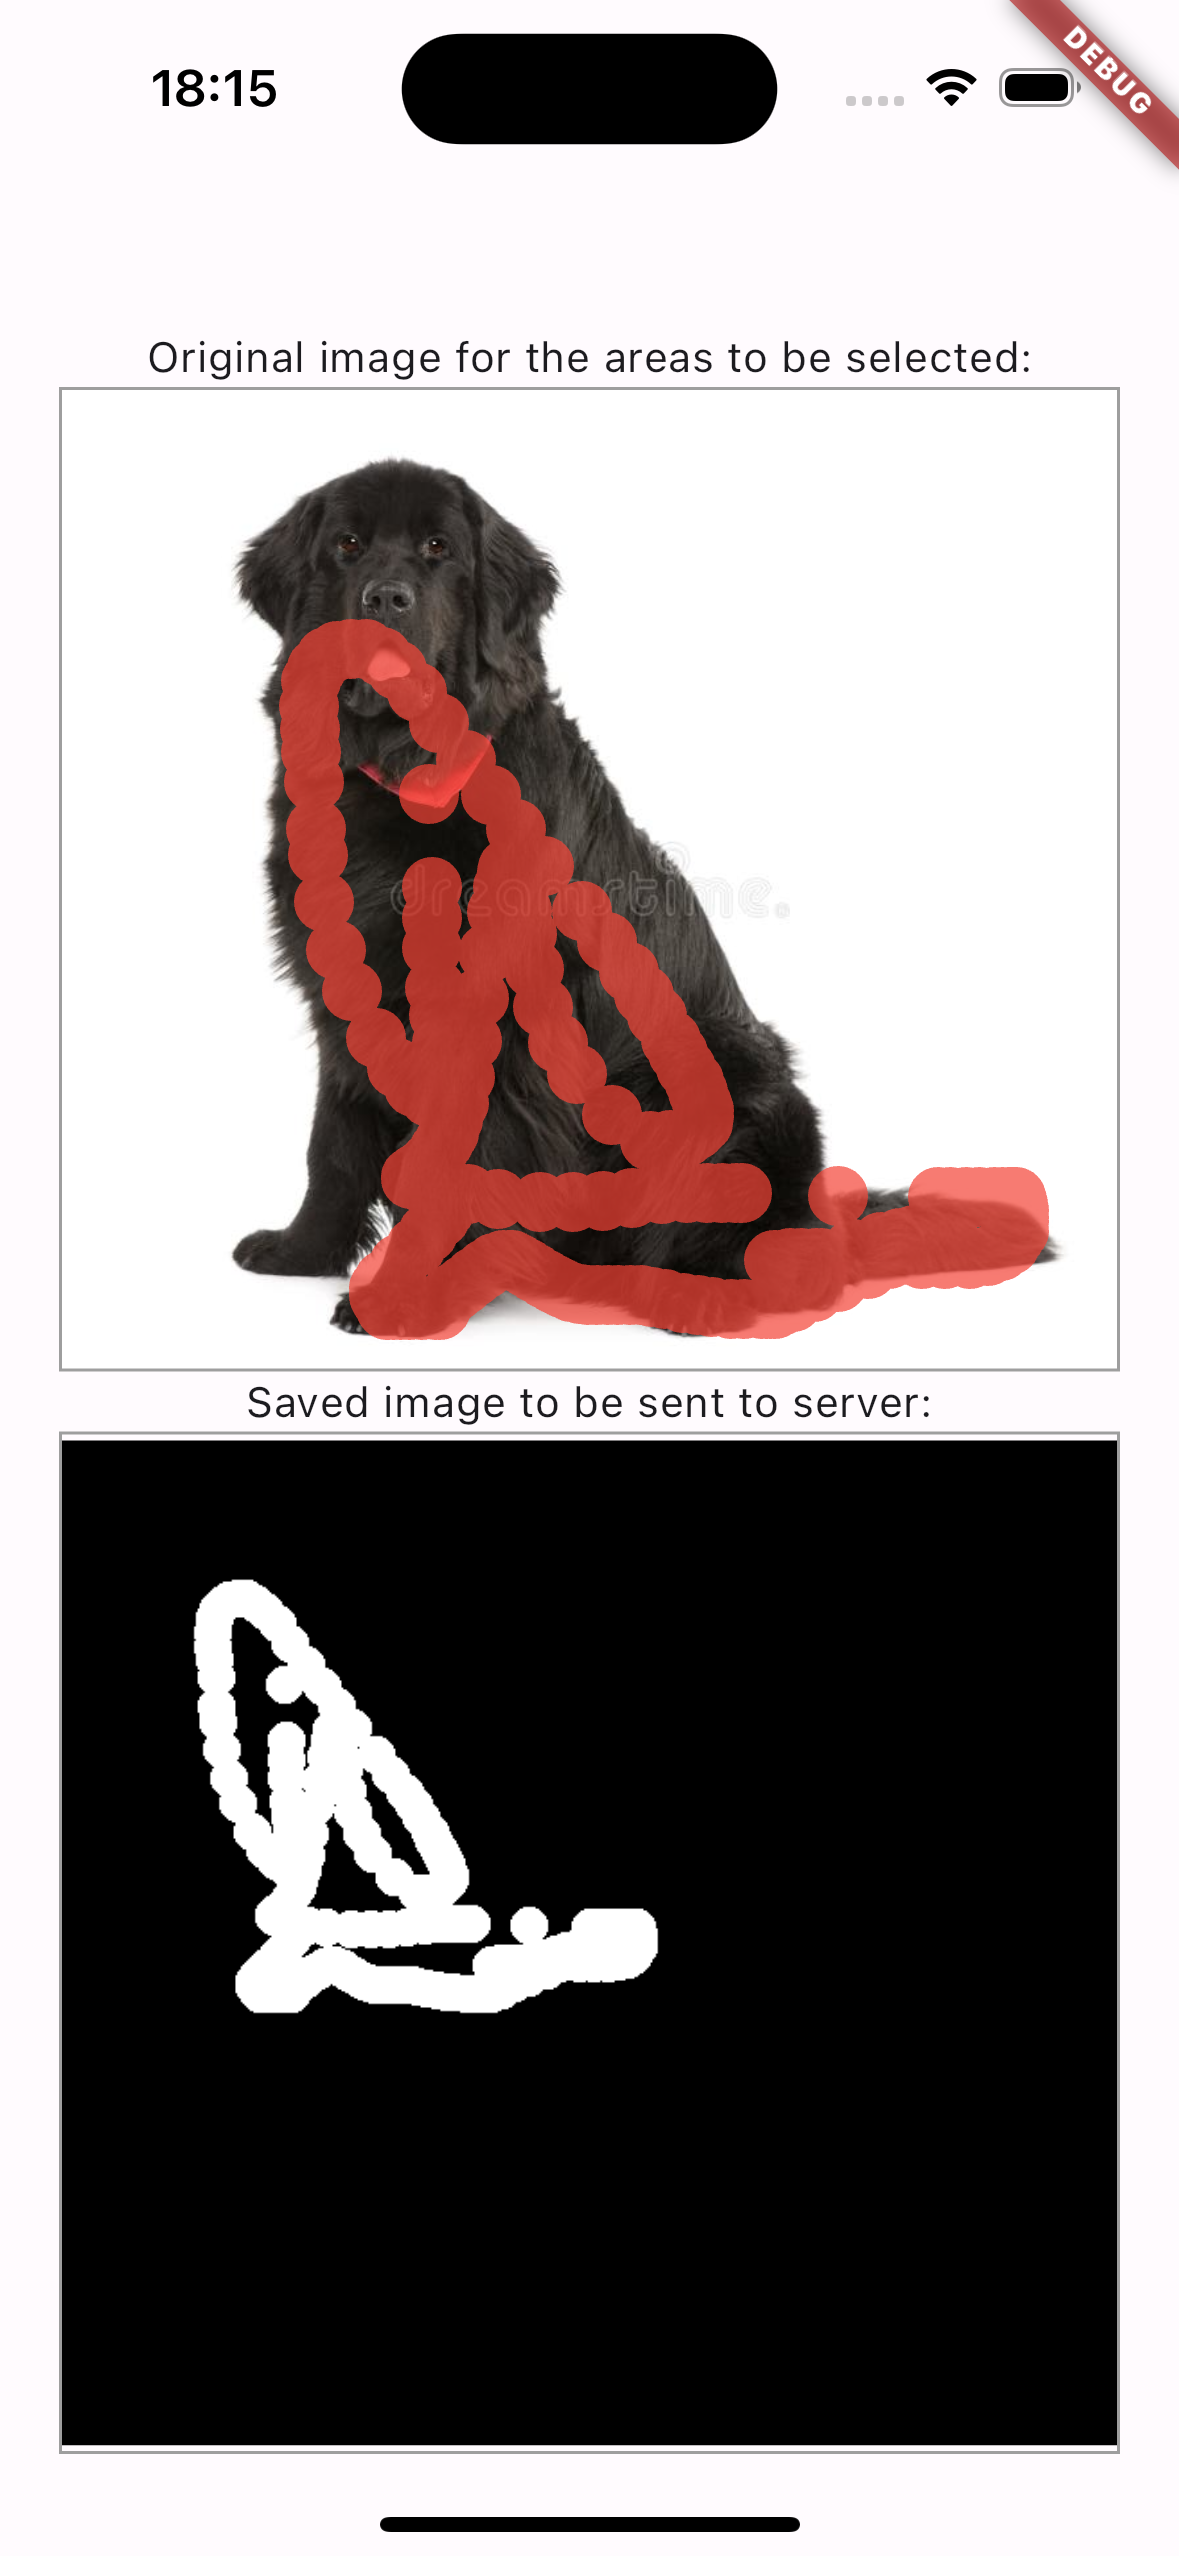 18:15
DEBUG
Original image for the areas to be selected:
dreamstime.
Saved image to be sent to server: